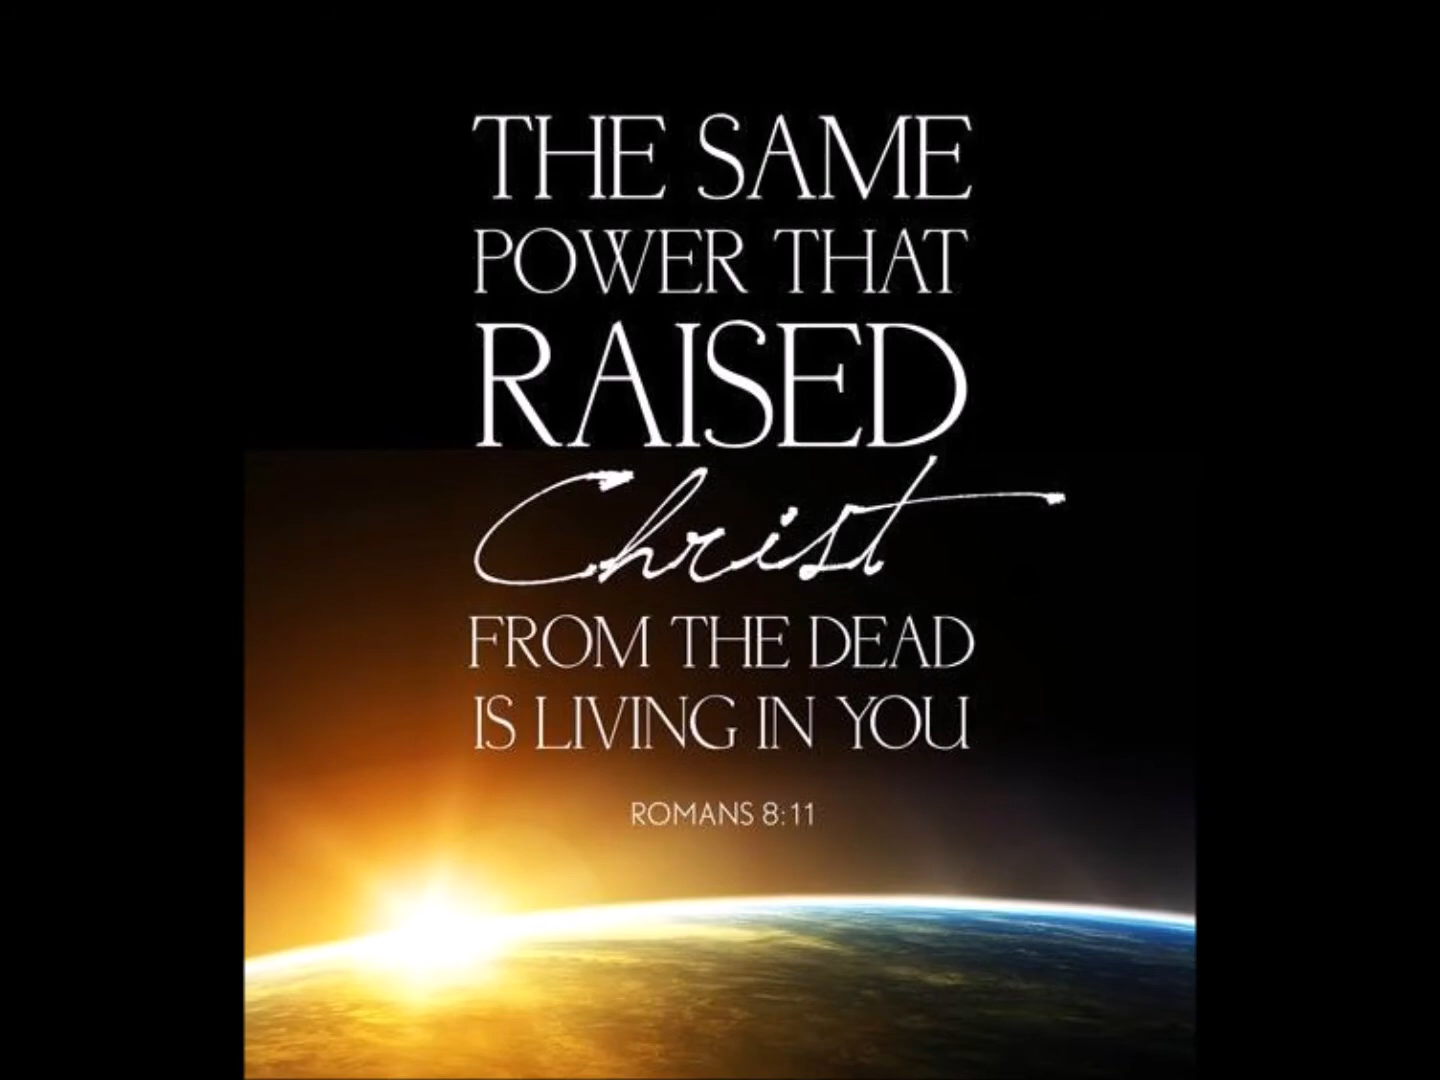 THE SAME
POWER THAT
RAISED
Christ
FROM THE DEAD
IS LIVING IN YOU
ROMANS 8:11